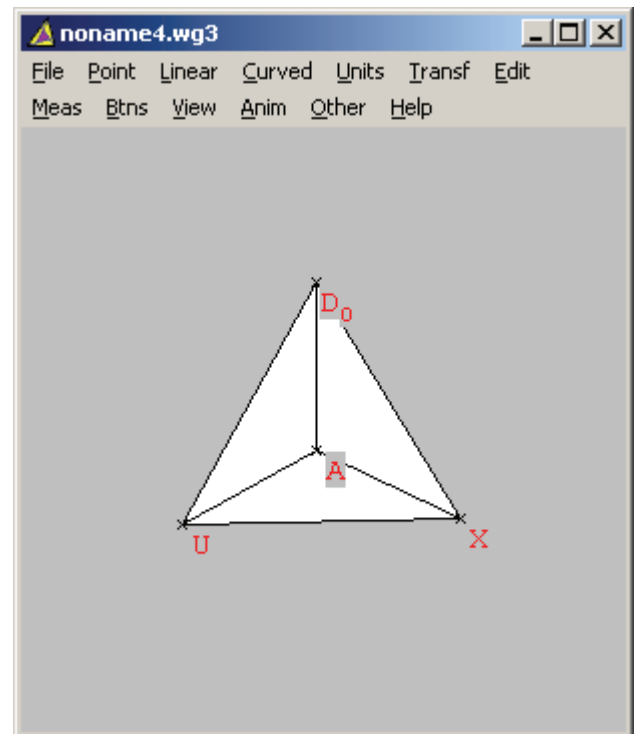 noname4.wg3
File Point Linear Curved Units Transf Edit
Meas Btns View Anim Other Help
D₀
A
U
X